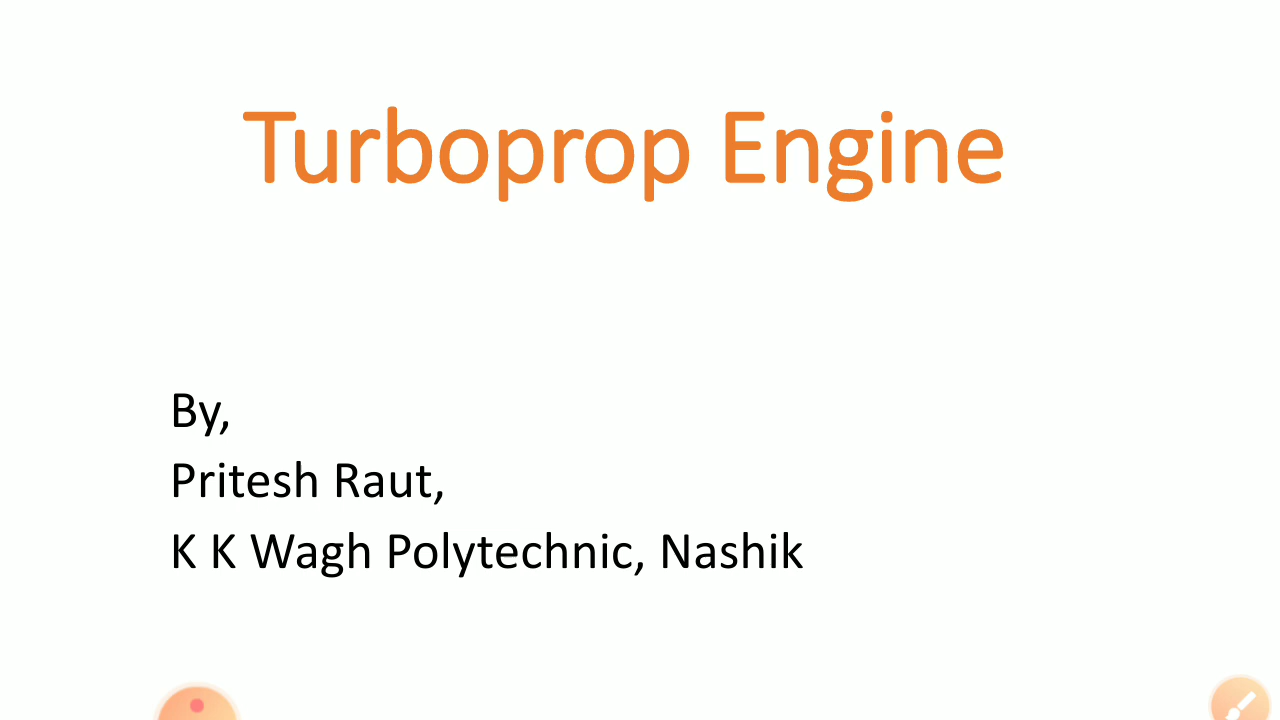 Turboprop Engine
By,
Pritesh Raut,
K K Wagh Polytechnic, Nashik